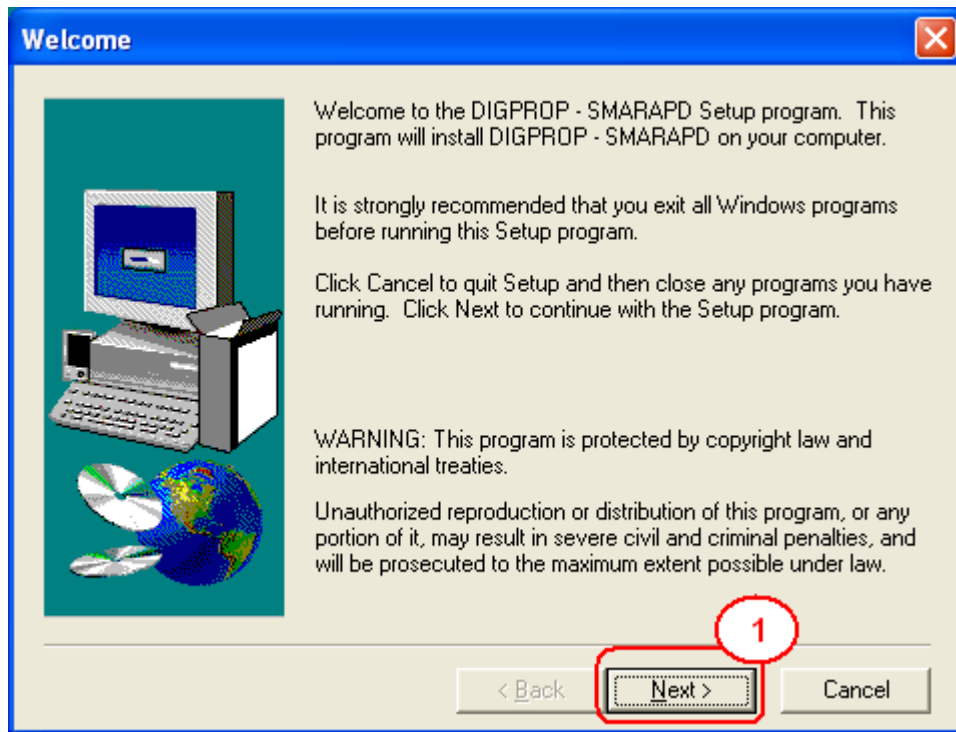 Welcome
Welcome to the DIGPROP - SMARAPD Setup program. This
program will install DIGPROP - SMARAPD on your computer.
It is strongly recommended that you exit all Windows programs
before running this Setup program.
Click Cancel to quit Setup and then close any programs you have
running. Click Next to continue with the Setup program.
WARNING: This program is protected by copyright law and
international treaties.
Unauthorized reproduction or distribution of this program, or any
portion of it, may result in severe civil and criminal penalties, and
will be prosecuted to the maximum extent possible under law.
1
< Back Next > Cancel